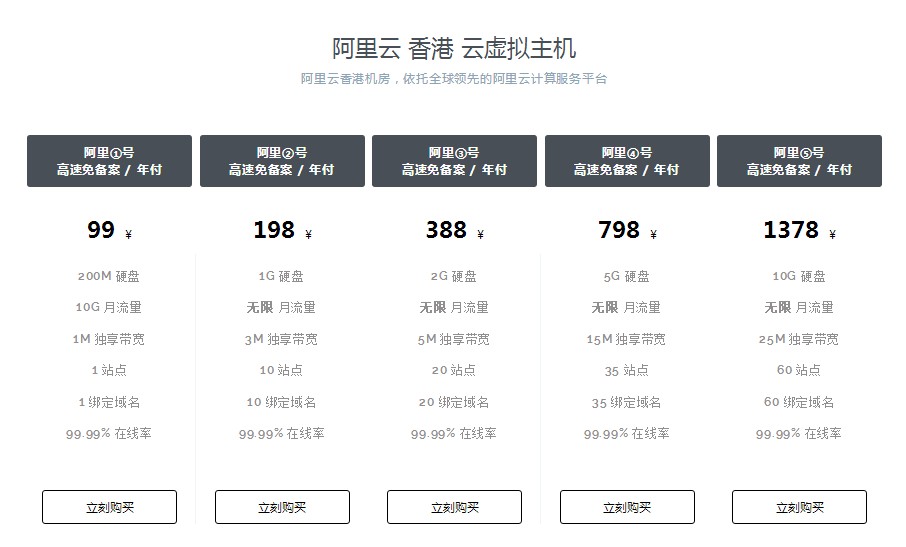 阿里云 香港 云虚拟主机
阿里云香港机房，依托全球领先的阿里云计算服务平台
阿里①号
高速免备案 / 年付
99 ¥
200M 硬盘
10G 月流量
1M 独享带宽
1 站点
1 绑定域名
99.99% 在线率
立刻购买
阿里②号
高速免备案 / 年付
198 ¥
1G 硬盘
无限 月流量
3M 独享带宽
10 站点
10 绑定域名
99.99% 在线率
立刻购买
阿里③号
高速免备案 / 年付
388 ¥
2G 硬盘
无限 月流量
5M 独享带宽
20 站点
20 绑定域名
99.99% 在线率
立刻购买
阿里④号
高速免备案 / 年付
798 ¥
5G 硬盘
无限 月流量
15M 独享带宽
35 站点
35 绑定域名
99.99% 在线率
立刻购买
阿里⑤号
高速免备案 / 年付
1378 ¥
10G 硬盘
无限 月流量
25M 独享带宽
60 站点
60 绑定域名
99.99% 在线率
立刻购买